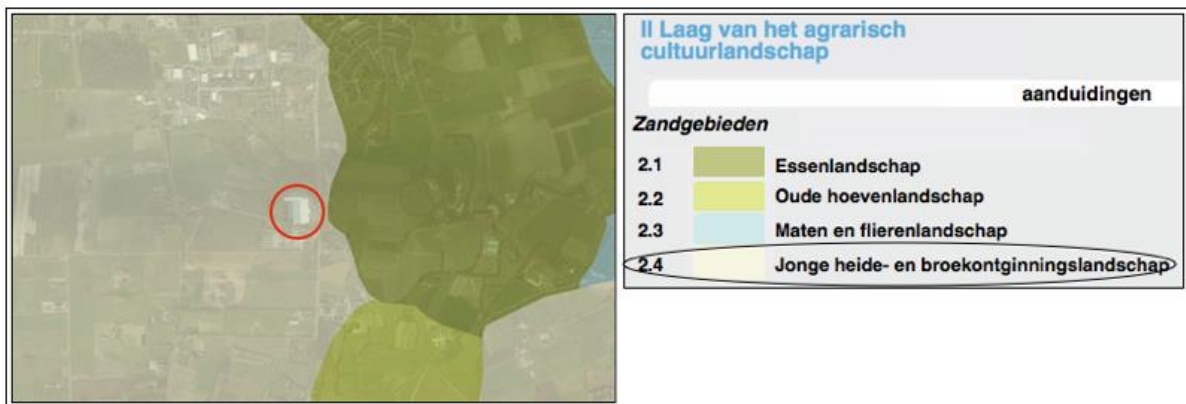 II Laag van het agrarisch
cultuurlandschap
aanduidingen
Zandgebieden
2.1 Essenlandschap
2.2 Oude hoevenlandschap
2.3 Maten en flierenlandschap
2.4 Jonge heide- en broekontginningslandschap